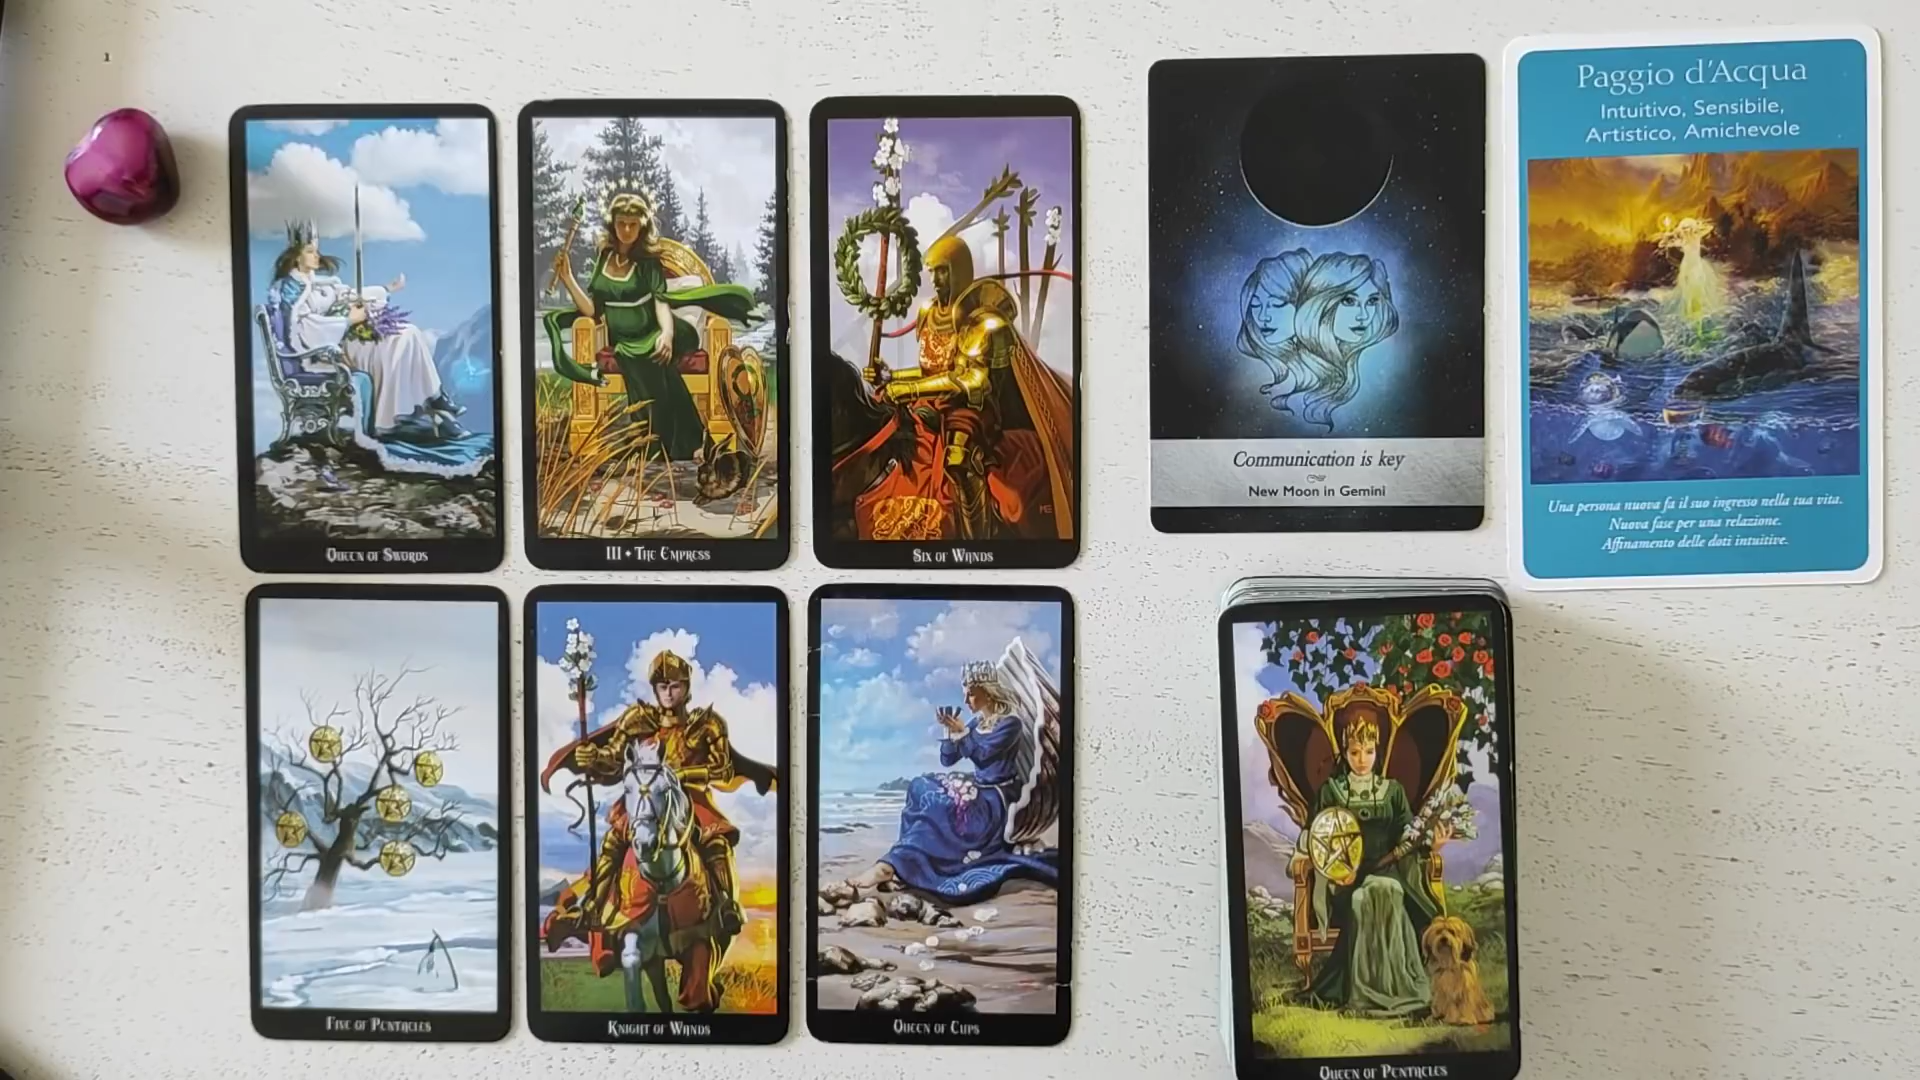 Queen of Swords
III • The Empress
Six of Wands
Communication is key
New Moon in Gemini
Paggio d'Acqua
Intuitivo, Sensibile,
Artistico, Amichevole
Una persona nuova fa il suo ingresso nella tua vita.
Nuova fase per una relazione.
Affinamento delle doti intuitive.
Five of Pentacles
Knight of Wands
Queen of Cups
Queen of Pentacles